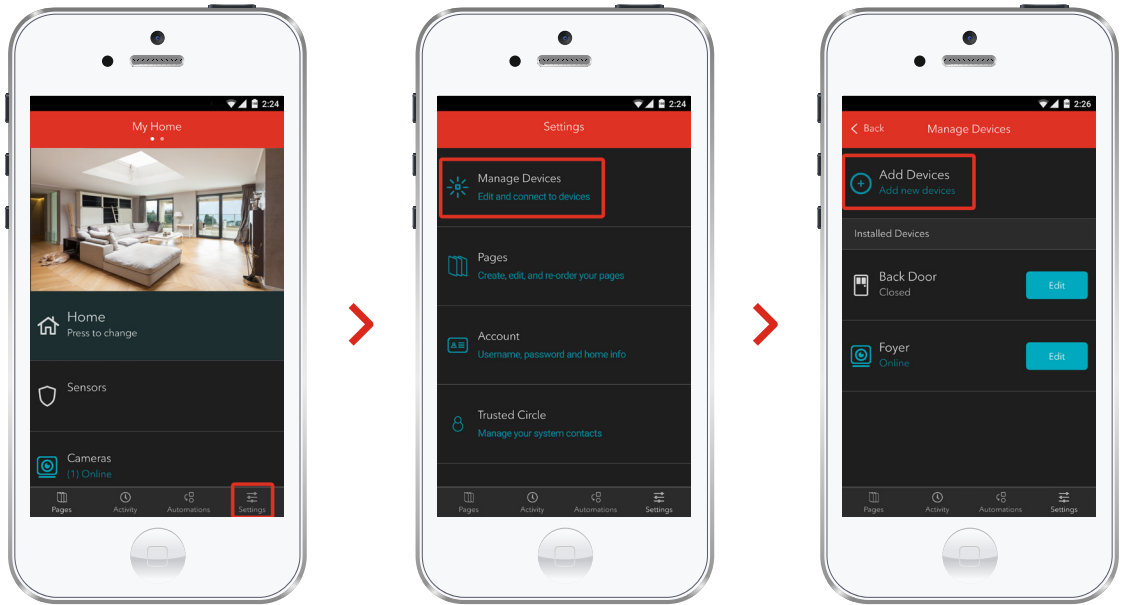 2:24
My Home
Home
Press to change
Sensors
Cameras
(1) Online
Pages
Activity
Automations
Settings
2:24
Settings
Manage Devices
Edit and connect to devices
Pages
Create, edit, and re-order your pages
Account
Username, password and home info
Trusted Circle
Manage your system contacts
Pages
Activity
Automations
Settings
2:26
Back
Manage Devices
Add Devices
Add new devices
Installed Devices
Back Door
Closed
Edit
Foyer
Online
Edit
Pages
Activity
Automations
Settings